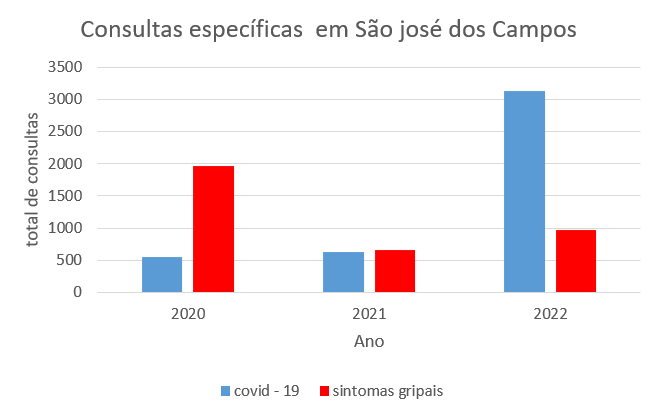 Consultas específicas  em São josé dos Campos
total de consultas
3500
3000
2500
2000
1500
1000
500
0
2020 2021 2022
Ano
covid - 19 sintomas gripais